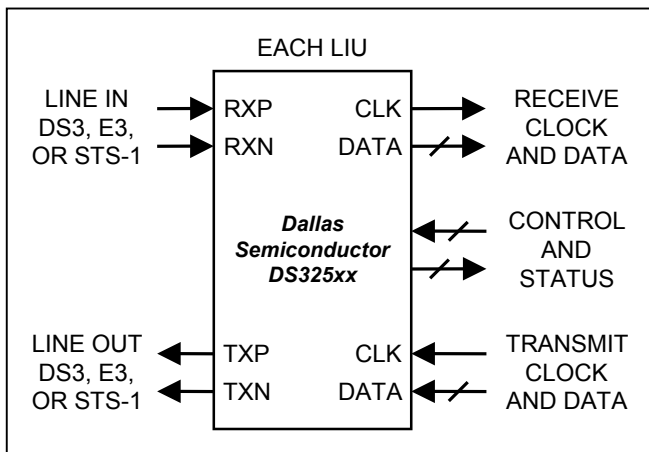 EACH LIU
LINE IN
DS3, E3,
OR STS-1
RXP
RXN
CLK
DATA
RECEIVE
CLOCK
AND DATA
Dallas
Semiconductor
DS325xx
CONTROL
AND
STATUS
LINE OUT
DS3, E3,
OR STS-1
TXP
TXN
CLK
DATA
TRANSMIT
CLOCK
AND DATA